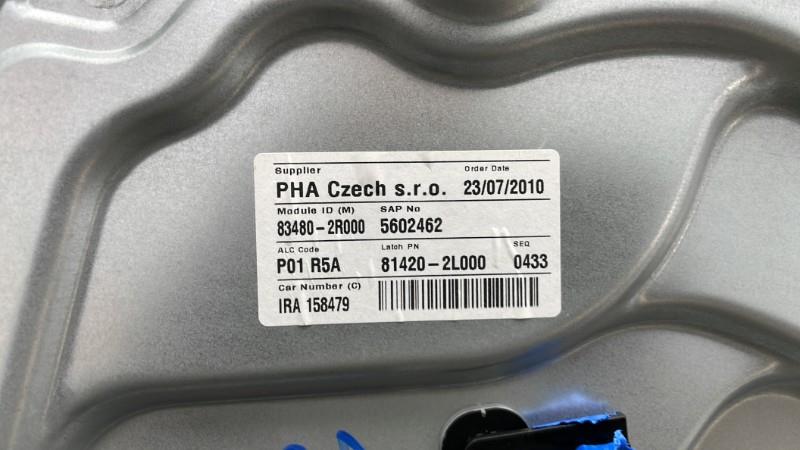 Supplier Order Date
PHA Czech s.r.o. 23/07/2010
Module ID (M) SAP No
83480-2R000 5602462
ALC Code Latch PN SEQ
P01 R5A 81420-2L000 0433
Car Number (C)
IRA 158479